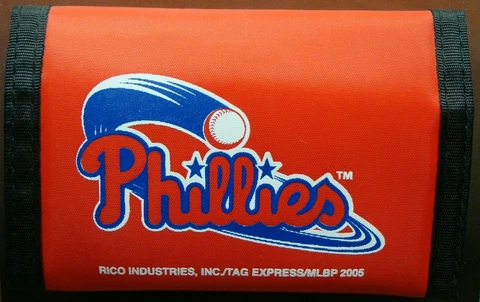 Phillies™
RICO INDUSTRIES, INC./TAG EXPRESS/MLBP 2005